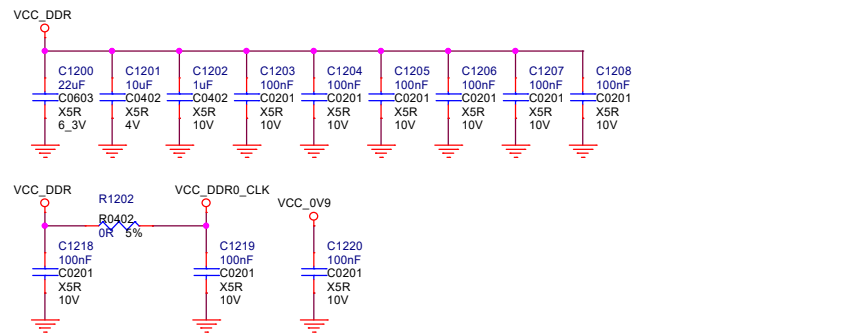 VCC_DDR
C1200 C1201 C1202 C1203 C1204 C1205 C1206 C1207 C1208
22uF 10uF 1uF 100nF 100nF 100nF 100nF 100nF 100nF
C0603 C0402 C0402 C0201 C0201 C0201 C0201 C0201 C0201
X5R X5R X5R X5R X5R X5R X5R X5R X5R
6_3V 4V 10V 10V 10V 10V 10V 10V 10V
VCC_DDR R1202 VCC_DDR0_CLK VCC_0V9
R0402
0R 5%
C1218 C1219 C1220
100nF 100nF 100nF
C0201 C0201 C0201
X5R X5R X5R
10V 10V 10V